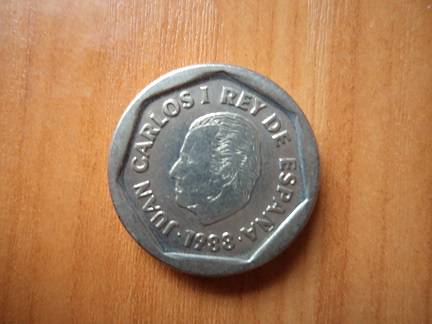 · JUAN CARLOS I REY DE ESPAÑA ·
1988